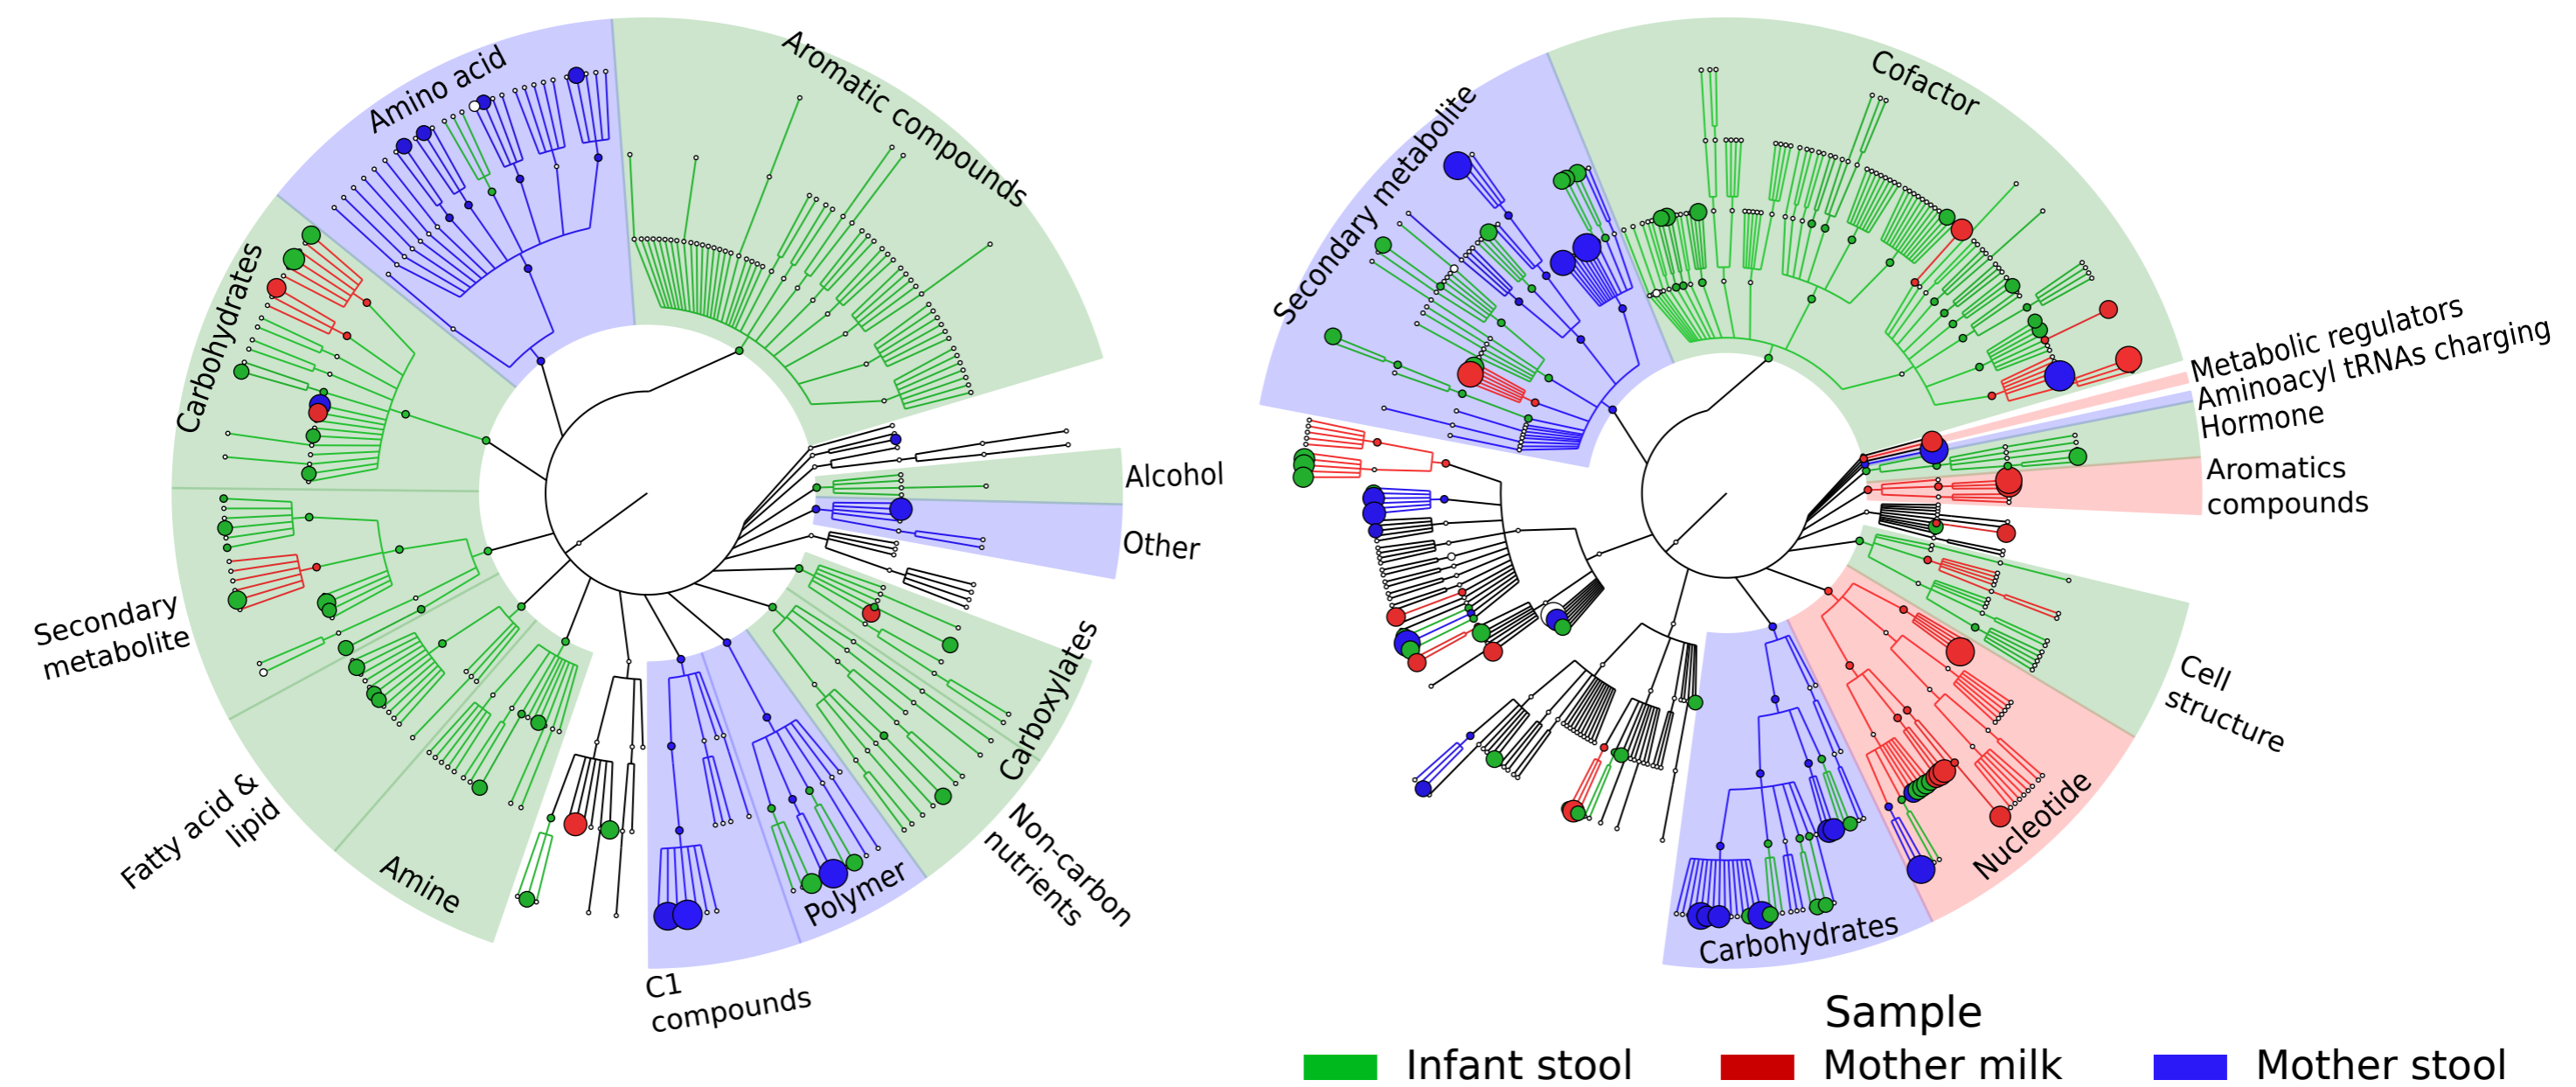 Amino acid
Aromatic compounds
Carbohydrates
Alcohol
Other
Secondary
metabolite
Carboxylates
Fatty acid &
lipid
Non-carbon
nutrients
Amine
Polymer
C1
compounds
Secondary metabolite
Cofactor
Metabolic regulators
Aminoacyl tRNAs charging
Hormone
Aromatics
compounds
Cell
structure
Nucleotide
Carbohydrates
Sample
Infant stool
Mother milk
Mother stool